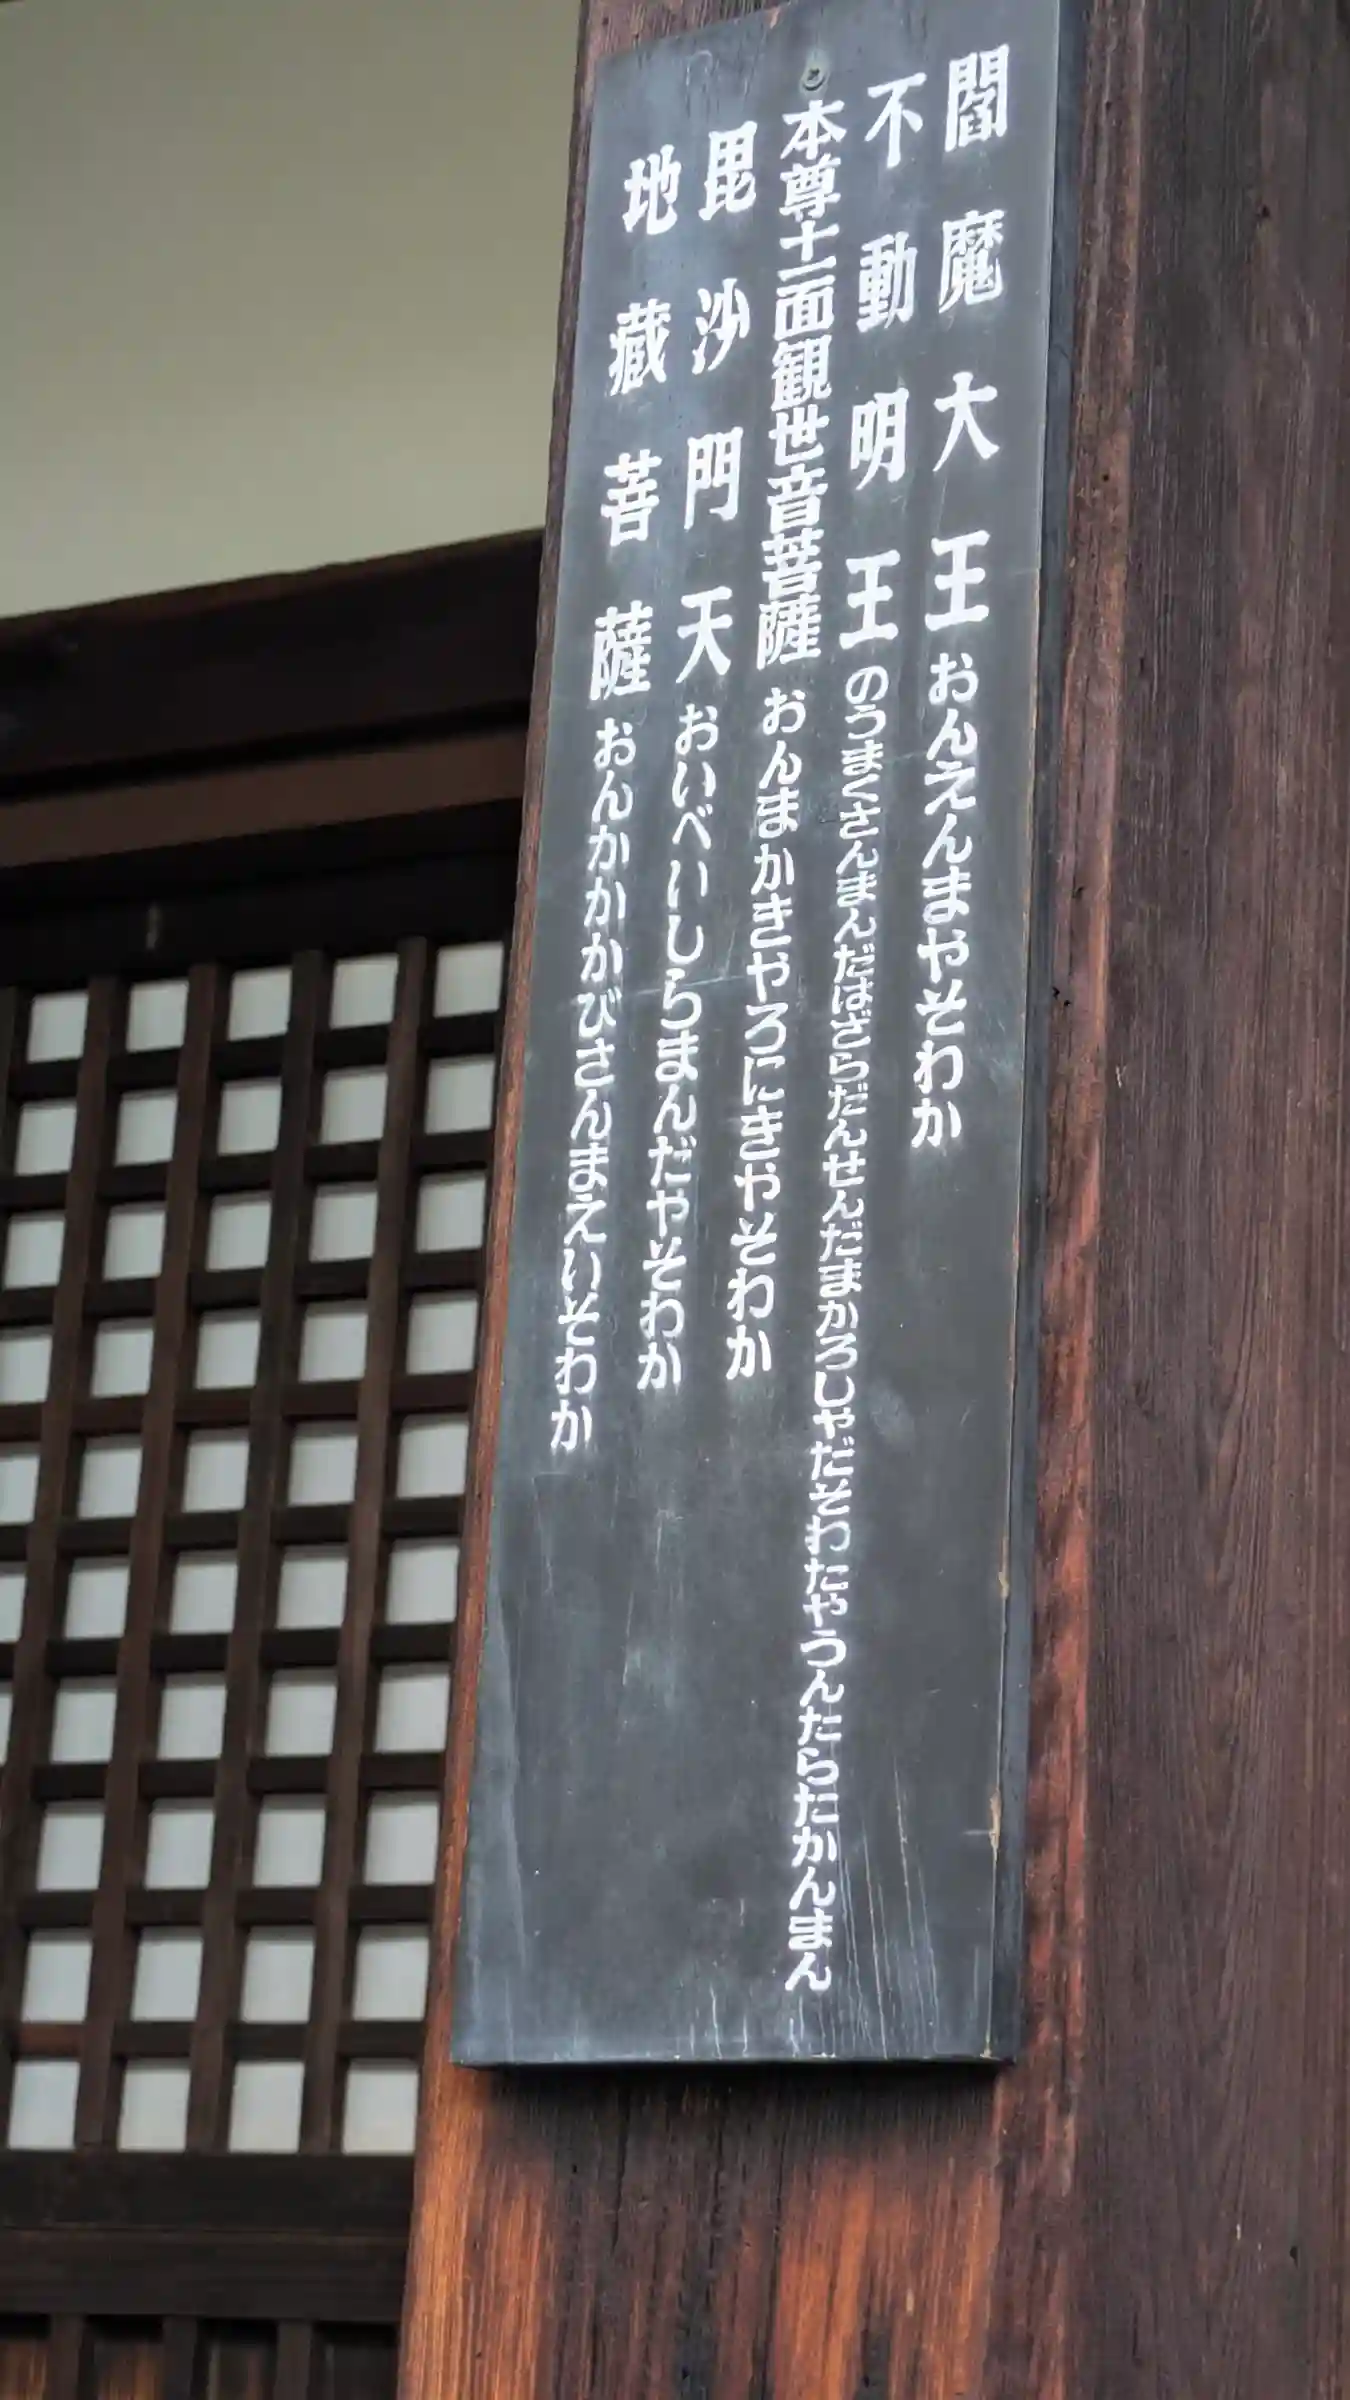 閻魔大王 おんえんまやそわか
不動明王 のうまくさんまんだばざらだんせんだまかろしゃだそわたやうんたらたかんまん
本尊十一面観世音菩薩 おんまかきやろにきやそわか
毘沙門天 おいべいしらまんだやそわか
地蔵菩薩 おんかかかびさんまえいそわか